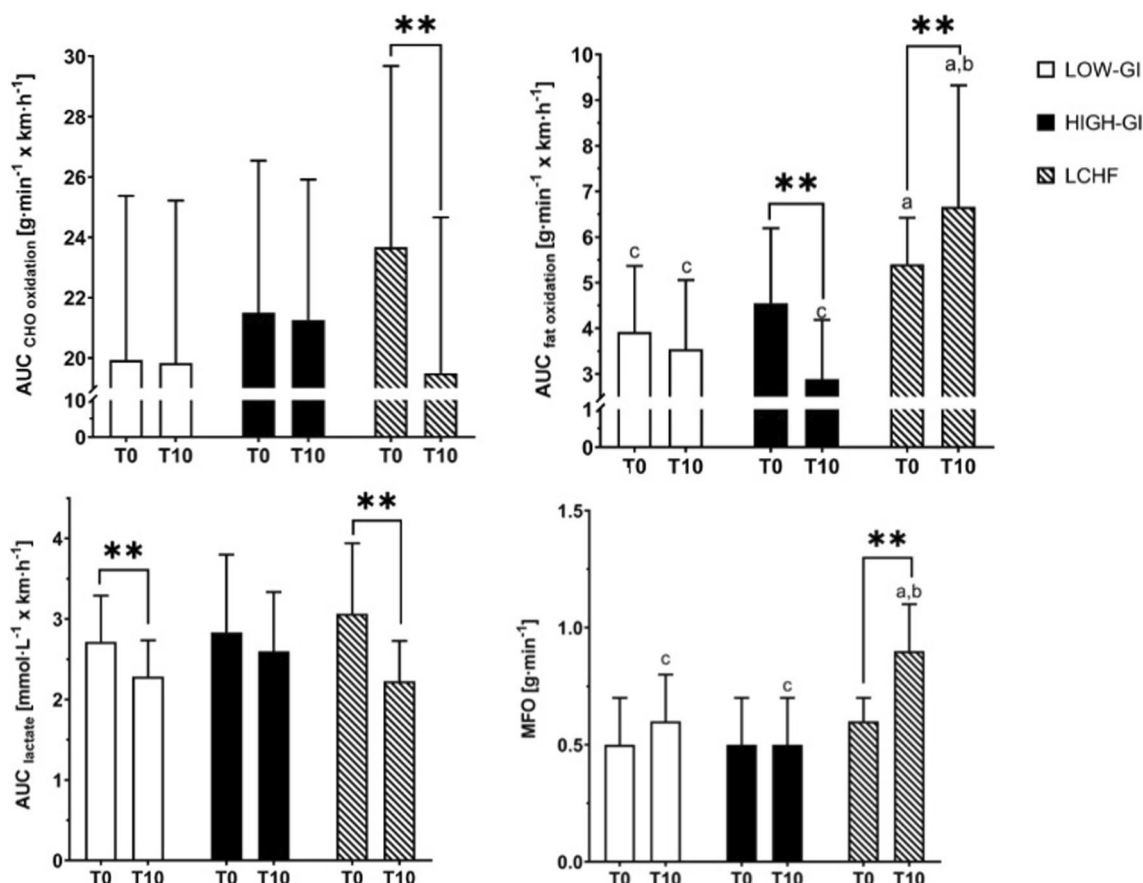 **
30
28
26
24
22
20
10
0
AUC CHO oxidation [g·min⁻¹ x km·h⁻¹]
T0 T10 T0 T10 T0 T10
**
**
a,b
a
c c c
10
9
8
7
6
5
4
3
1
0
AUC fat oxidation [g·min⁻¹ x km·h⁻¹]
T0 T10 T0 T10 T0 T10
LOW-GI
HIGH-GI
LCHF
**
**
4
3
2
1
0
AUC lactate [mmol·L⁻¹ x km·h⁻¹]
T0 T10 T0 T10 T0 T10
**
a,b
c c
1.5
1.0
0.5
0.0
MFO [g·min⁻¹]
T0 T10 T0 T10 T0 T10